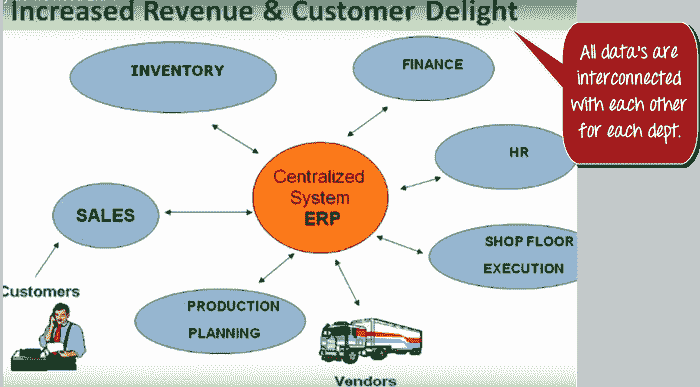 Increased Revenue & Customer Delight
All data's are
interconnected
with each other
for each dept.
INVENTORY
FINANCE
HR
Centralized
System
ERP
SALES
SHOP FLOOR
EXECUTION
Customers
PRODUCTION
PLANNING
Vendors